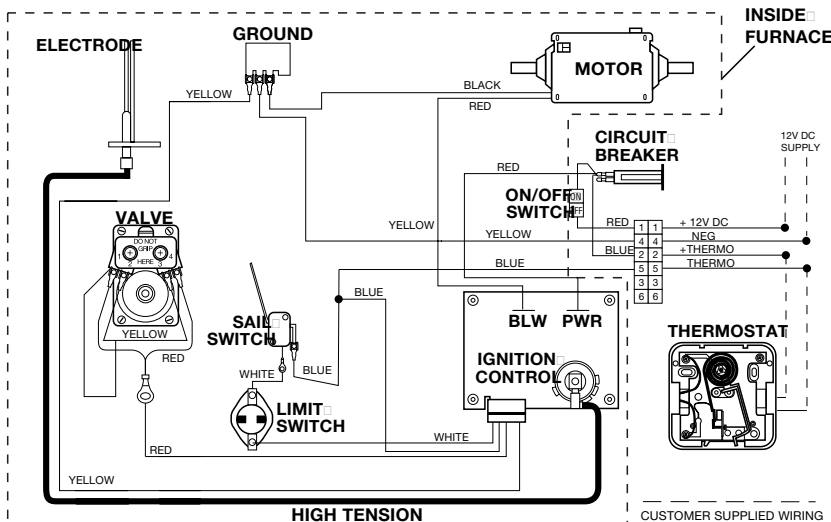 INSIDE
FURNACE
ELECTRODE
GROUND
MOTOR
BLACK
YELLOW
RED
12V DC
SUPPLY
CIRCUIT
BREAKER
RED
ON/OFF
SWITCH
ON
OFF
VALVE
DO NOT
GRIP
HERE
1
2
3
4
YELLOW
YELLOW
RED
BLUE
BLUE
1 1
4 4
2 2
5 5
3 3
6 6
+ 12V DC
NEG
+THERMO
THERMO
BLUE
BLW
PWR
SAIL
SWITCH
THERMOSTAT
YELLOW
RED
WHITE
BLUE
IGNITION
CONTROL
LIMIT
SWITCH
WHITE
RED
YELLOW
HIGH TENSION
CUSTOMER SUPPLIED WIRING